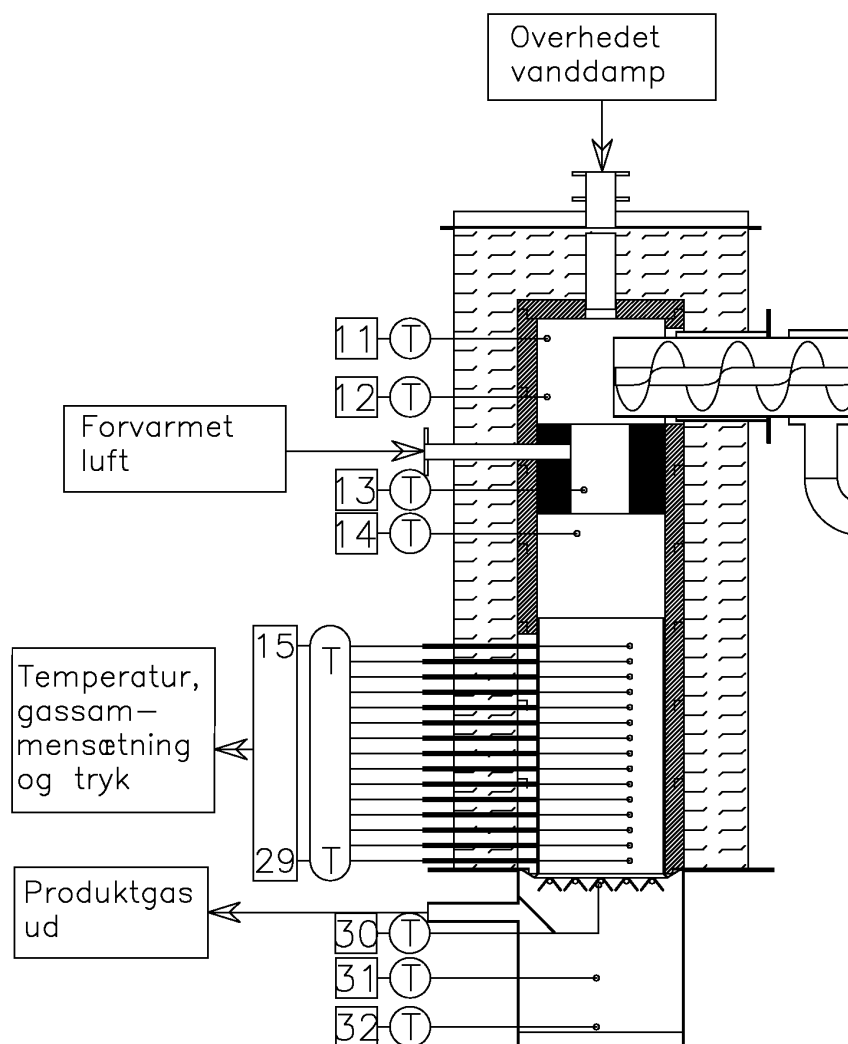 Overhedet
vanddamp
11 T
12 T
Forvarmet
luft
13 T
14 T
15 T
Temperatur,
gassam-
mensætning
og tryk
29 T
Produktgas
ud
30 T
31 T
32 T